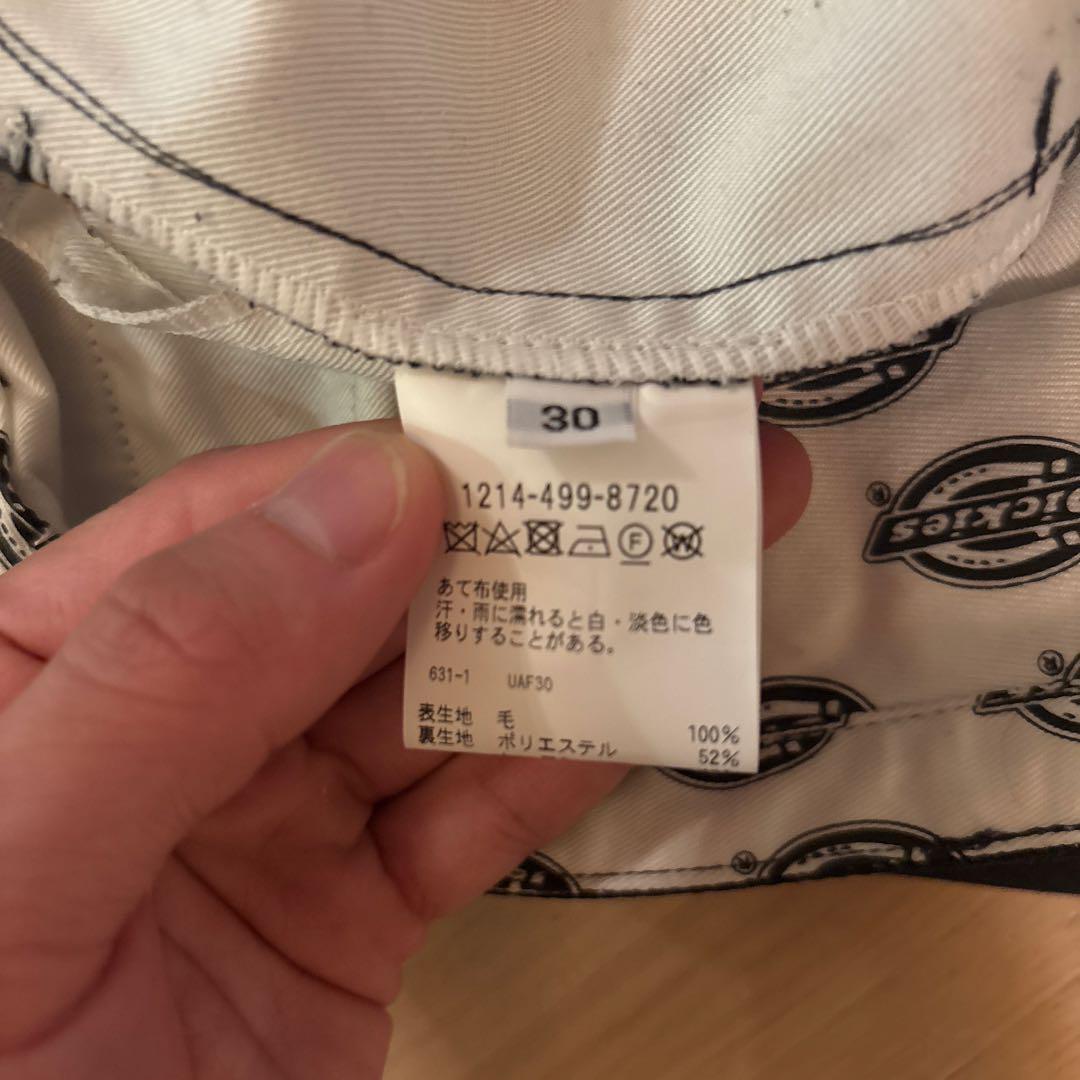 30
1214-499-8720
F
W
あて布使用
汗・雨に濡れると白・淡色に色
移りすることがある。
631-1 UAF30
表生地 毛 100%
裏生地 ポリエステル 52%
Dickies
®
®
®